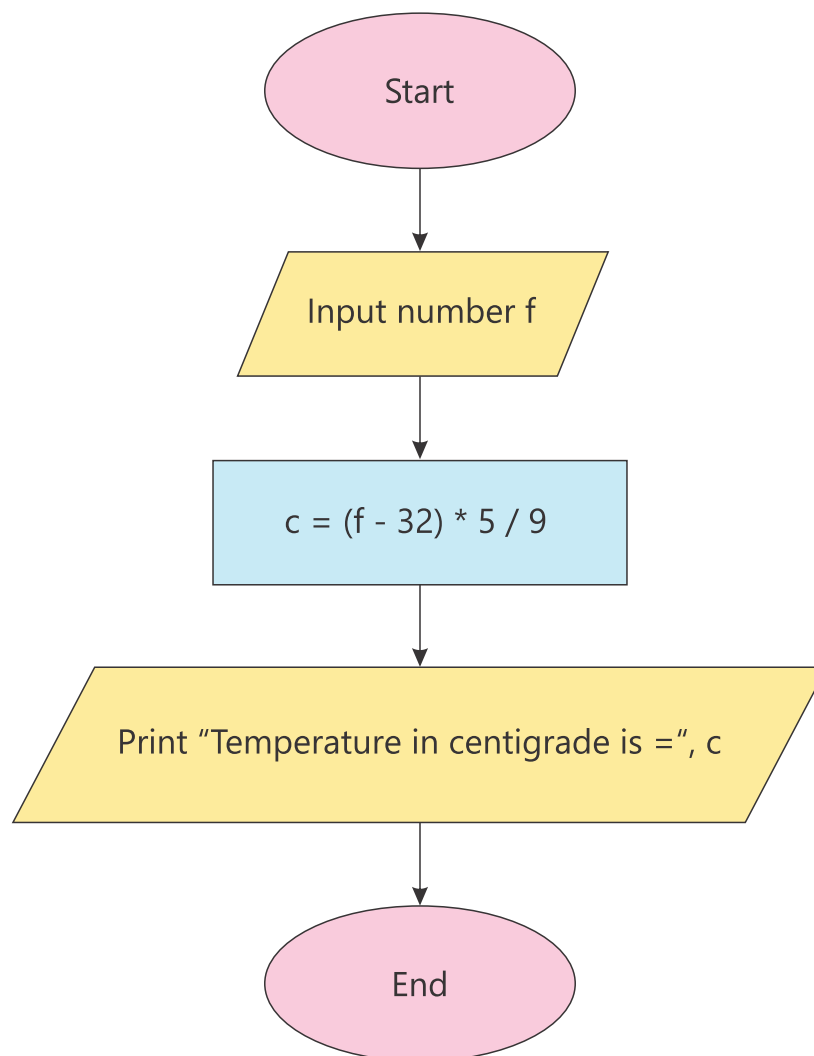 Start
Input number f
c = (f - 32) * 5 / 9
Print “Temperature in centigrade is =“, c
End